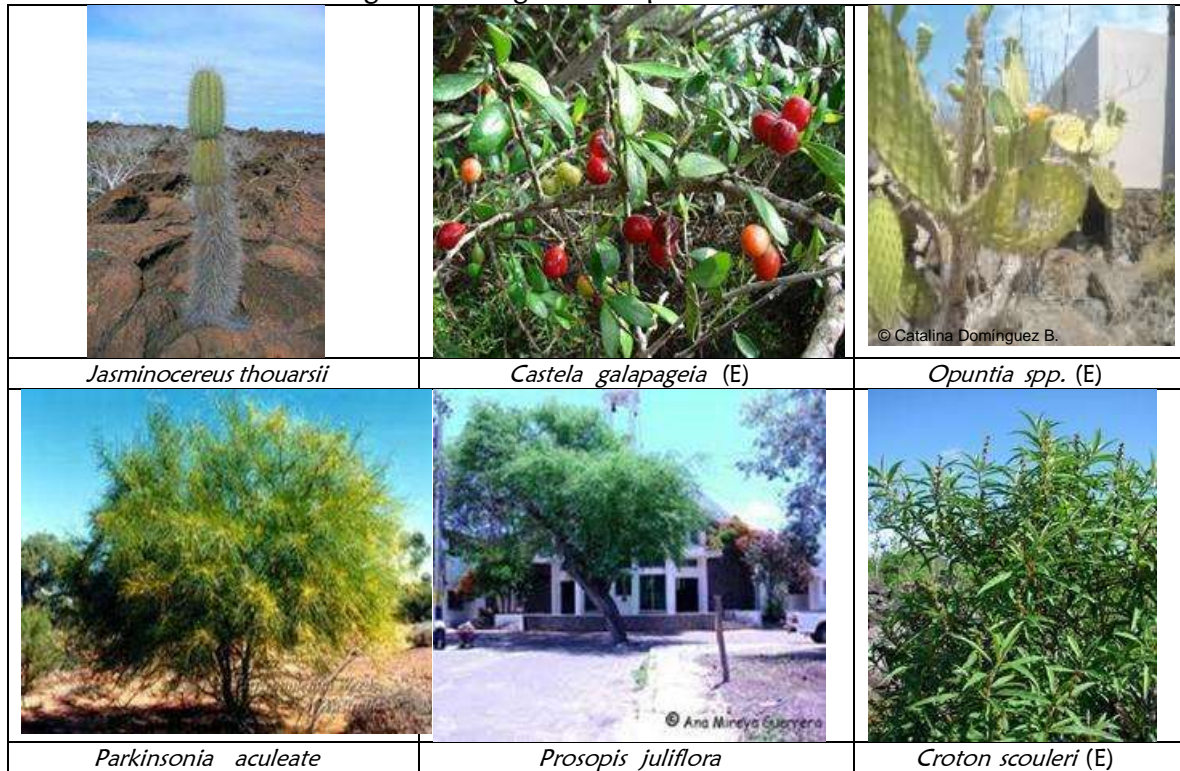 © Catalina Domínguez B.
Jasminocereus thouarsii
Castela galapageia (E)
Opuntia spp. (E)
© Ana Mireya Guerrero
Parkinsonia aculeate
Prosopis juliflora
Croton scouleri (E)